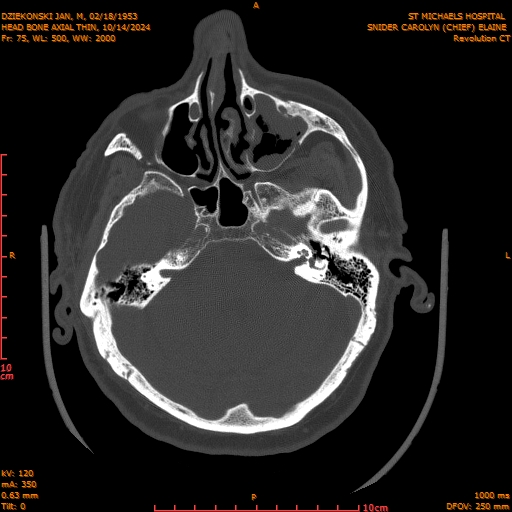 DZIEKONSKI JAN, M, 02/18/1953
HEAD BONE AXIAL THIN, 10/14/2024
Fr: 75, WL: 500, WW: 2000
A
ST MICHAELS HOSPITAL
SNIDER CAROLYN (CHIEF) ELAINE
Revolution CT
R
L
10
cm
kV: 120
mA: 350
0.63 mm
Tilt: 0
P
10cm
1000 ms
DFOV: 250 mm